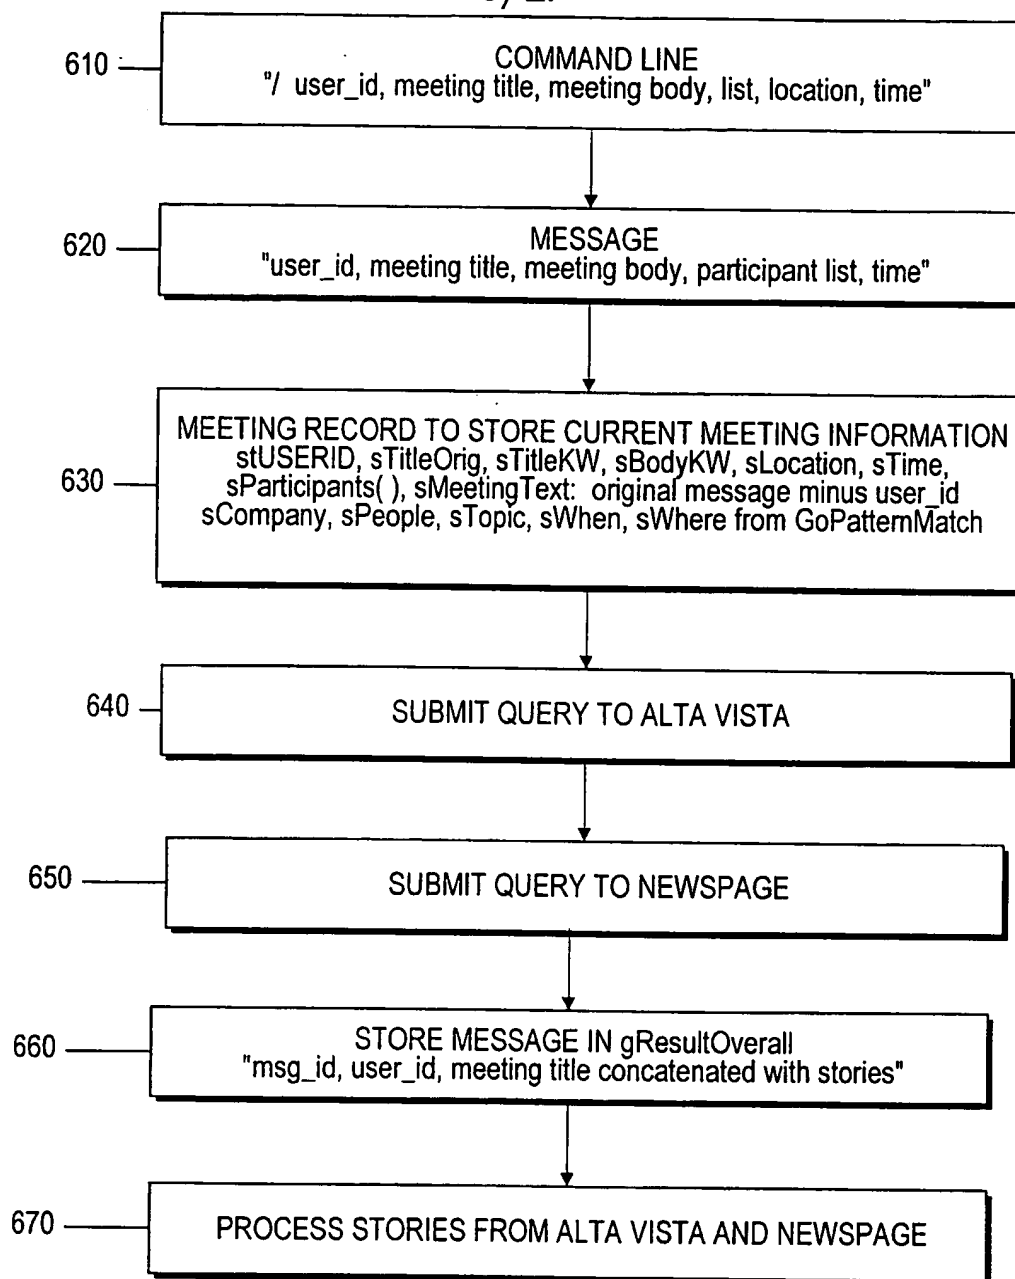 610
COMMAND LINE
"/ user_id, meeting title, meeting body, list, location, time"
620
MESSAGE
"user_id, meeting title, meeting body, participant list, time"
630
MEETING RECORD TO STORE CURRENT MEETING INFORMATION
stUSERID, sTitleOrig, sTitleKW, sBodyKW, sLocation, sTime,
sParticipants( ), sMeetingText: original message minus user_id
sCompany, sPeople, sTopic, sWhen, sWhere from GoPatternMatch
640
SUBMIT QUERY TO ALTA VISTA
650
SUBMIT QUERY TO NEWSPAGE
660
STORE MESSAGE IN gResultOverall
"msg_id, user_id, meeting title concatenated with stories"
670
PROCESS STORIES FROM ALTA VISTA AND NEWSPAGE